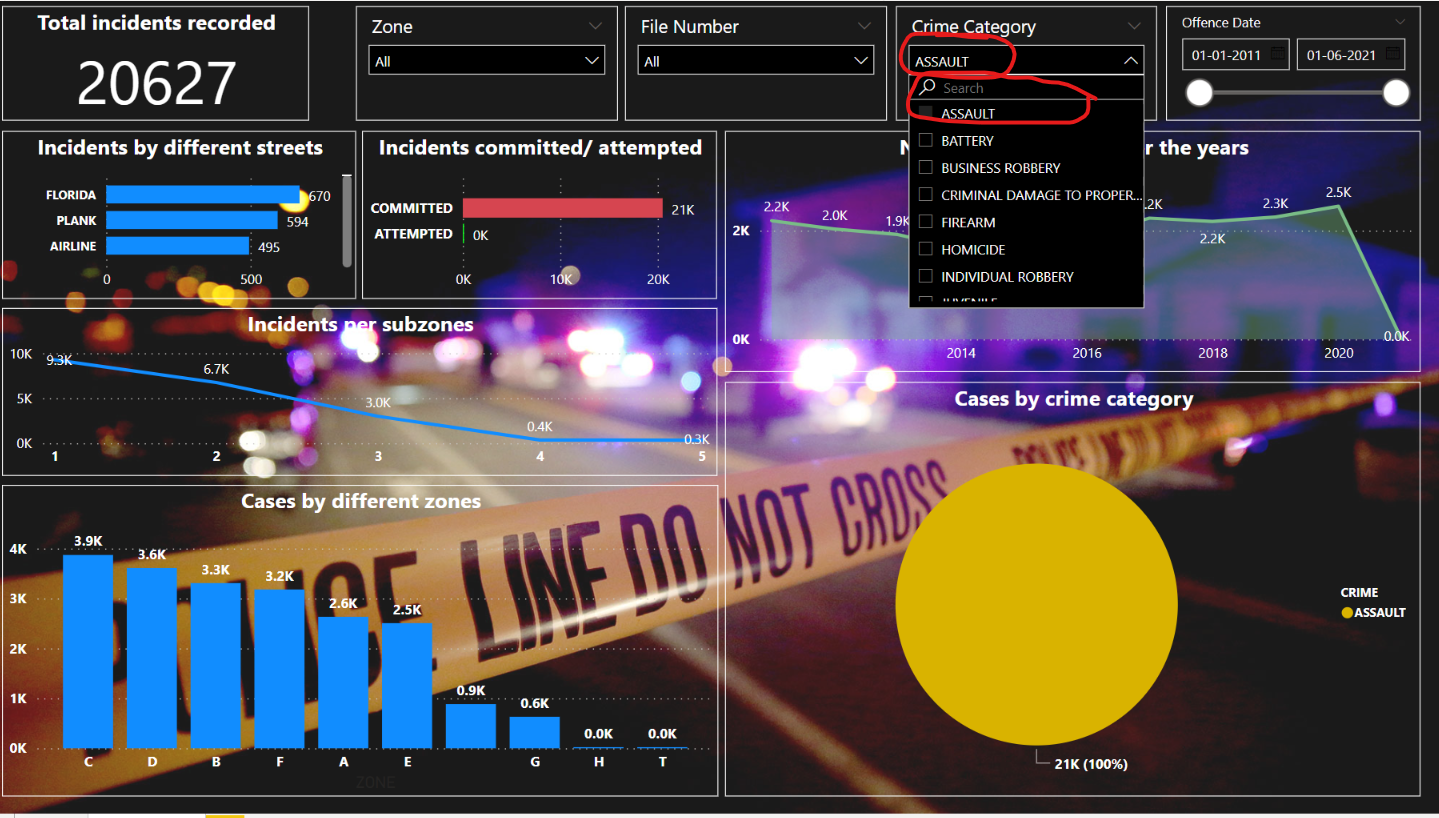 Total incidents recorded
20627
Zone
All
File Number
All
Crime Category
ASSAULT
Search
ASSAULT
BATTERY
BUSINESS ROBBERY
CRIMINAL DAMAGE TO PROPER...
FIREARM
HOMICIDE
INDIVIDUAL ROBBERY
Offence Date
01-01-2011
01-06-2021
Incidents by different streets
FLORIDA 670
PLANK 594
AIRLINE 495
0 500
Incidents committed/ attempted
COMMITTED 21K
ATTEMPTED 0K
0K 10K 20K
r the years
2.2K 2.0K 1.9K .2K 2.2K 2.3K 2.5K 0.0K
2K
0K
2014 2016 2018 2020
Incidents per subzones
10K
5K
0K
9.3K 6.7K 3.0K 0.4K 0.3K
1 2 3 4 5
Cases by different zones
4K
3K
2K
1K
0K
3.9K 3.6K 3.3K 3.2K 2.6K 2.5K 0.9K 0.6K 0.0K 0.0K
C D B F A E G H T
ZONE
Cases by crime category
CRIME
ASSAULT
21K (100%)
POLICE LINE DO NOT CROSS
POLICE LINE